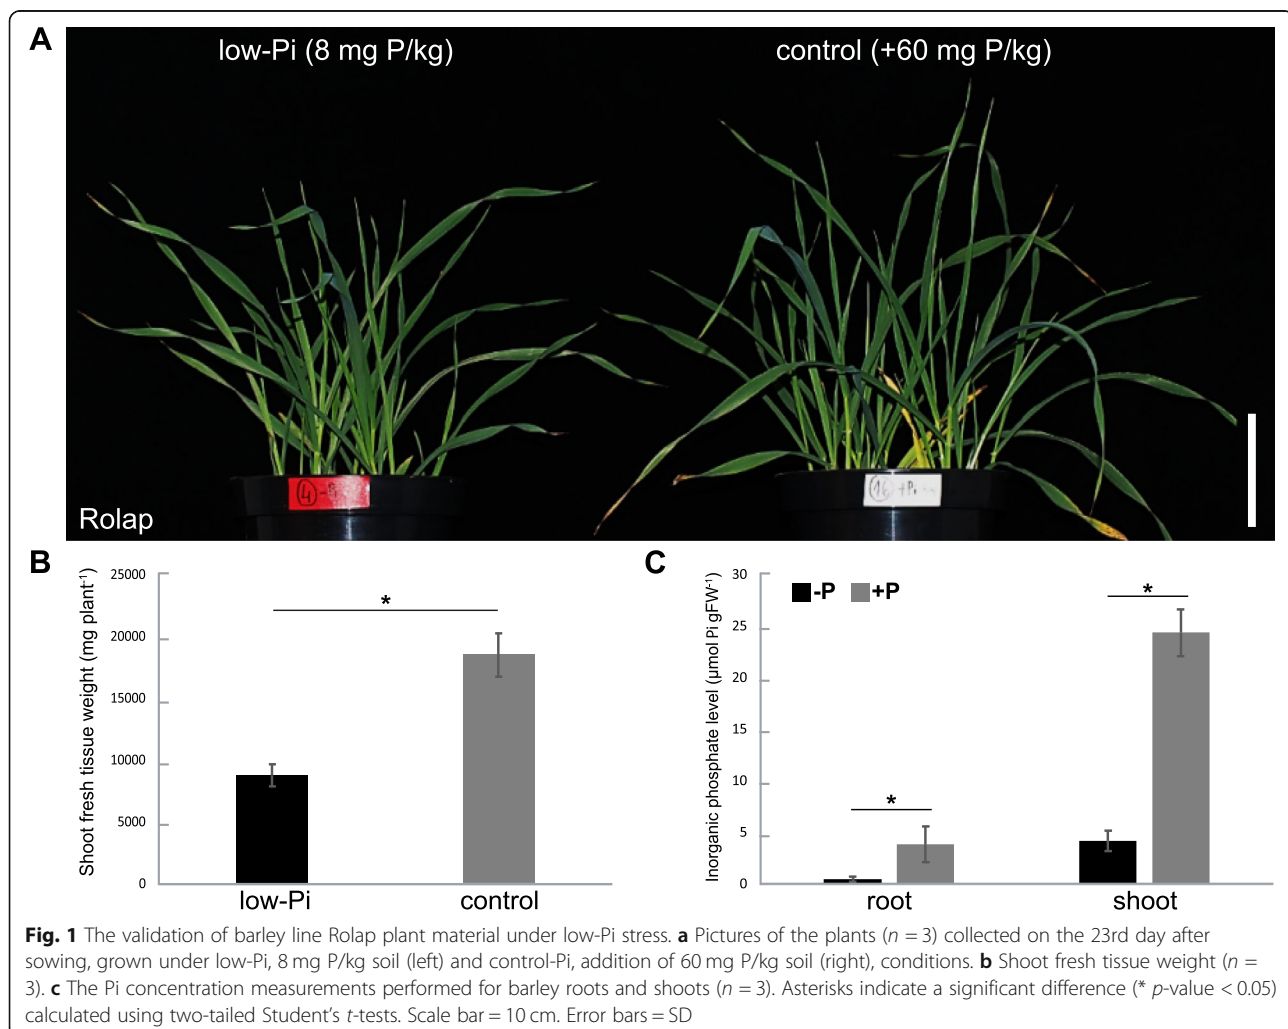 A
low-Pi (8 mg P/kg)
control (+60 mg P/kg)
4 -P
16 +P
Rolap
B
Shoot fresh tissue weight (mg plant⁻¹)
25000
20000
15000
10000
5000
0
*
low-Pi
control
C
Inorganic phosphate level (µmol Pi gFW⁻¹)
30
25
20
15
10
5
0
-P
+P
*
*
root
shoot
Fig. 1 The validation of barley line Rolap plant material under low-Pi stress. a Pictures of the plants (n = 3) collected on the 23rd day after
sowing, grown under low-Pi, 8 mg P/kg soil (left) and control-Pi, addition of 60 mg P/kg soil (right), conditions. b Shoot fresh tissue weight (n =
3). c The Pi concentration measurements performed for barley roots and shoots (n = 3). Asterisks indicate a significant difference (* p-value < 0.05)
calculated using two-tailed Student's t-tests. Scale bar = 10 cm. Error bars = SD